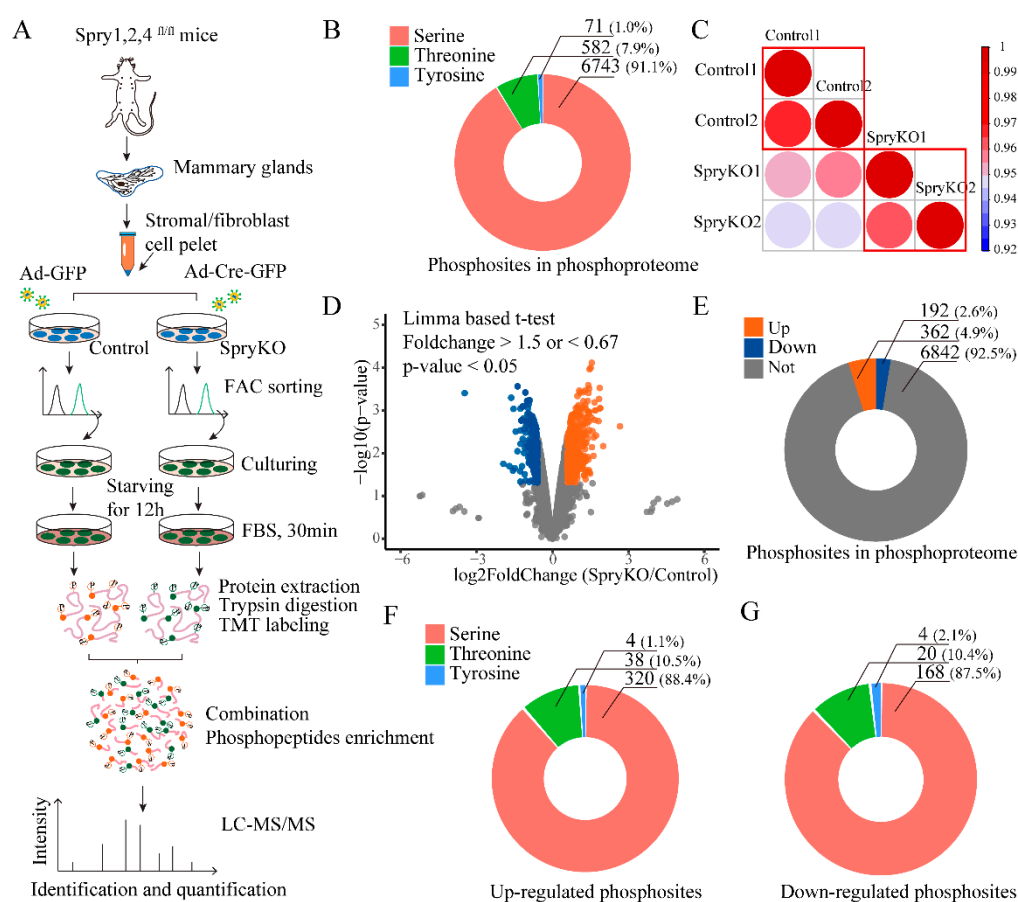 A
Spry1,2,4 fl/fl mice
Mammary glands
Stromal/fibroblast
cell pelet
Ad-GFP
Ad-Cre-GFP
Control
SpryKO
FAC sorting
Culturing
Starving
for 12h
FBS, 30min
Protein extraction
Trypsin digestion
TMT labeling
Combination
Phosphopeptides enrichment
LC-MS/MS
Intensity
Identification and quantification
B
Serine
Threonine
Tyrosine
71 (1.0%)
582 (7.9%)
6743 (91.1%)
Phosphosites in phosphoproteome
C
Control1
Control2
SpryKO1
SpryKO2
Control1
Control2
SpryKO1
SpryKO2
1
0.99
0.98
0.97
0.96
0.95
0.94
0.93
0.92
D
Limma based t-test
Foldchange > 1.5 or < 0.67
p-value < 0.05
−log10(p−value)
5
4
3
2
1
0
−6
−3
0
3
6
log2FoldChange (SpryKO/Control)
E
Up
Down
Not
192 (2.6%)
362 (4.9%)
6842 (92.5%)
Phosphosites in phosphoproteome
F
Serine
Threonine
Tyrosine
4 (1.1%)
38 (10.5%)
320 (88.4%)
Up-regulated phosphosites
G
4 (2.1%)
20 (10.4%)
168 (87.5%)
Down-regulated phosphosites